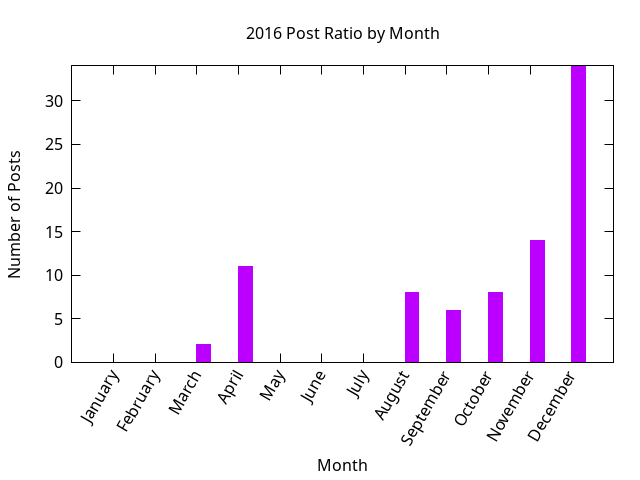 2016 Post Ratio by Month
Number of Posts
30
25
20
15
10
5
0
January
February
March
April
May
June
July
August
September
October
November
December
Month